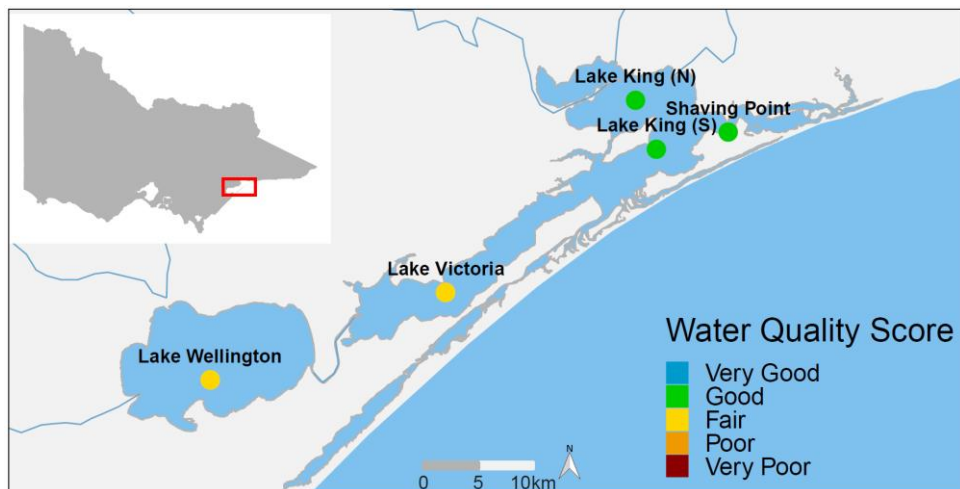 Lake King (N)
Shaving Point
Lake King (S)
Lake Victoria
Lake Wellington
Water Quality Score
Very Good
Good
Fair
Poor
Very Poor
N
0 5 10km